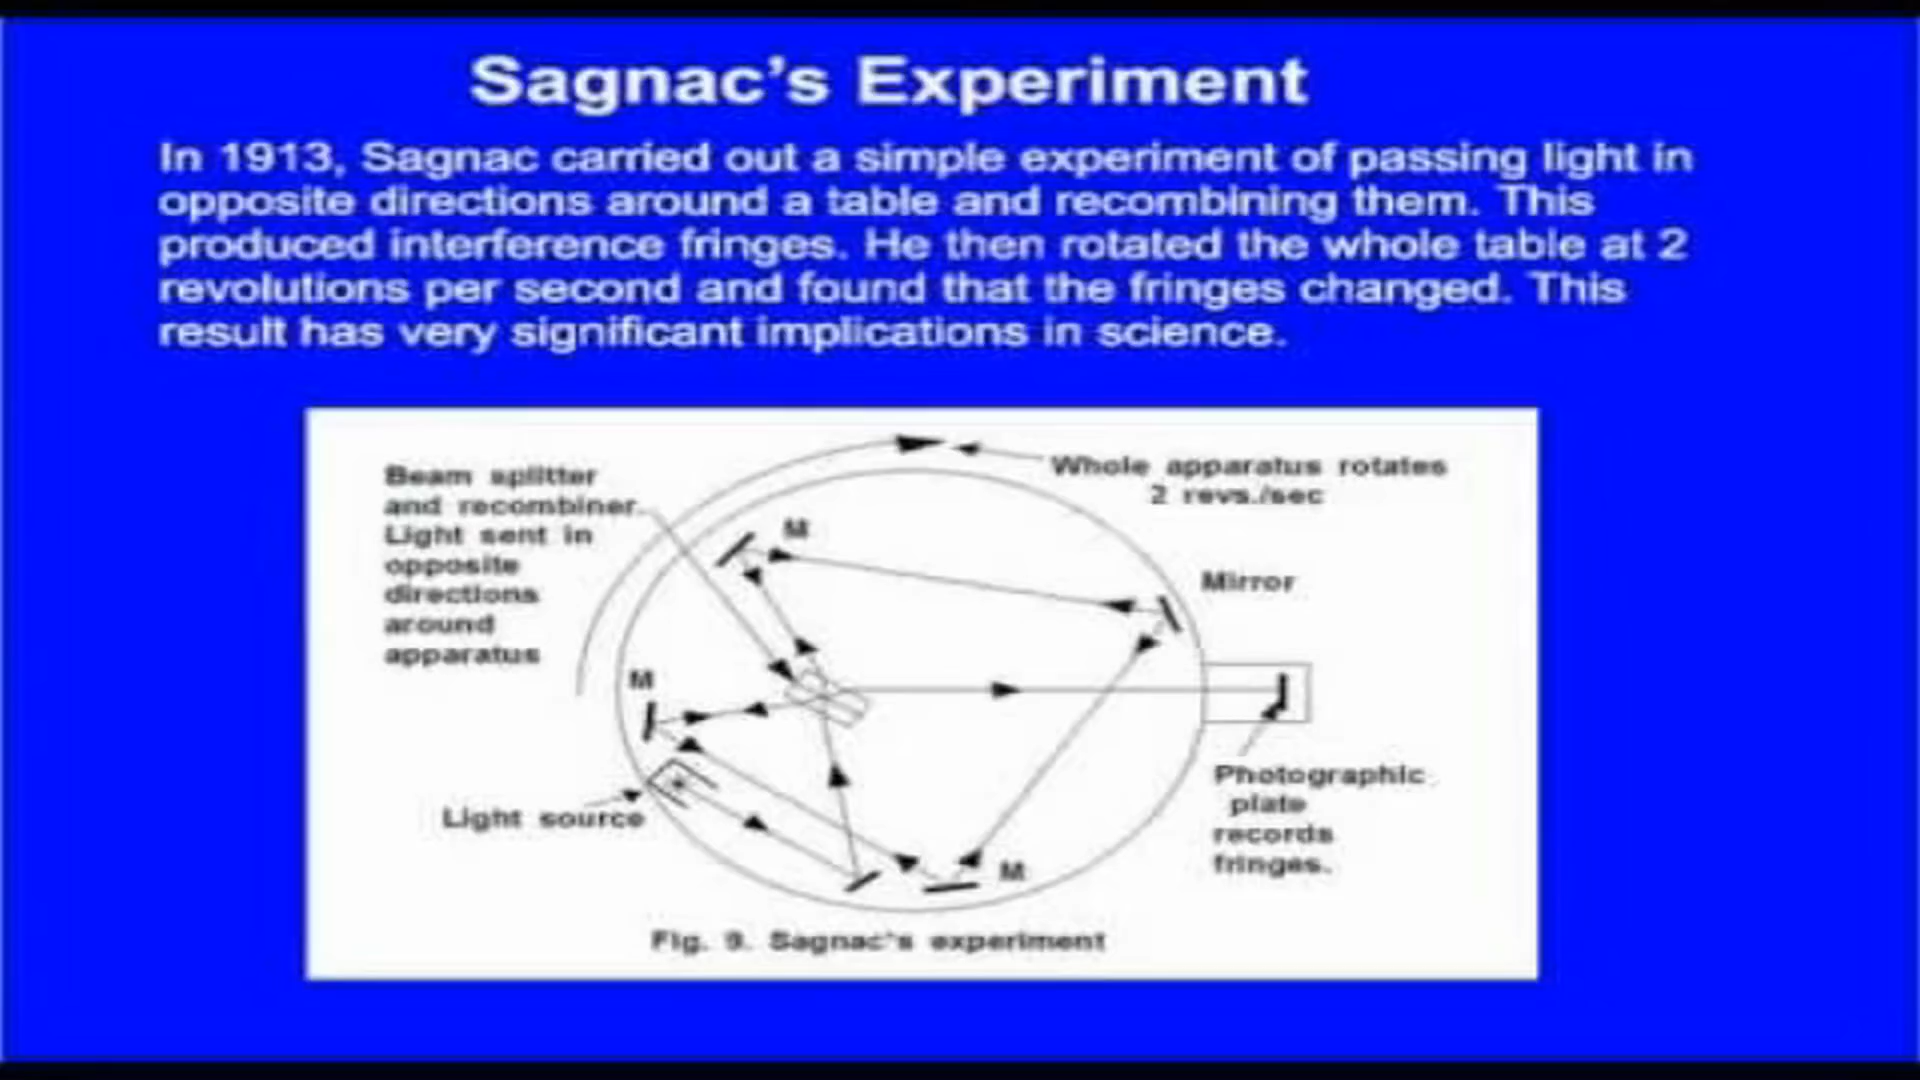 Sagnac's Experiment
In 1913, Sagnac carried out a simple experiment of passing light in
opposite directions around a table and recombining them. This
produced interference fringes. He then rotated the whole table at 2
revolutions per second and found that the fringes changed. This
result has very significant implications in science.
Beam splitter
and recombiner.
Light sent in
opposite
directions
around
apparatus
Whole apparatus rotates
2 revs./sec
M
Mirror
M
Light source
M
Photographic
plate
records
fringes.
Fig. 9. Sagnac's experiment